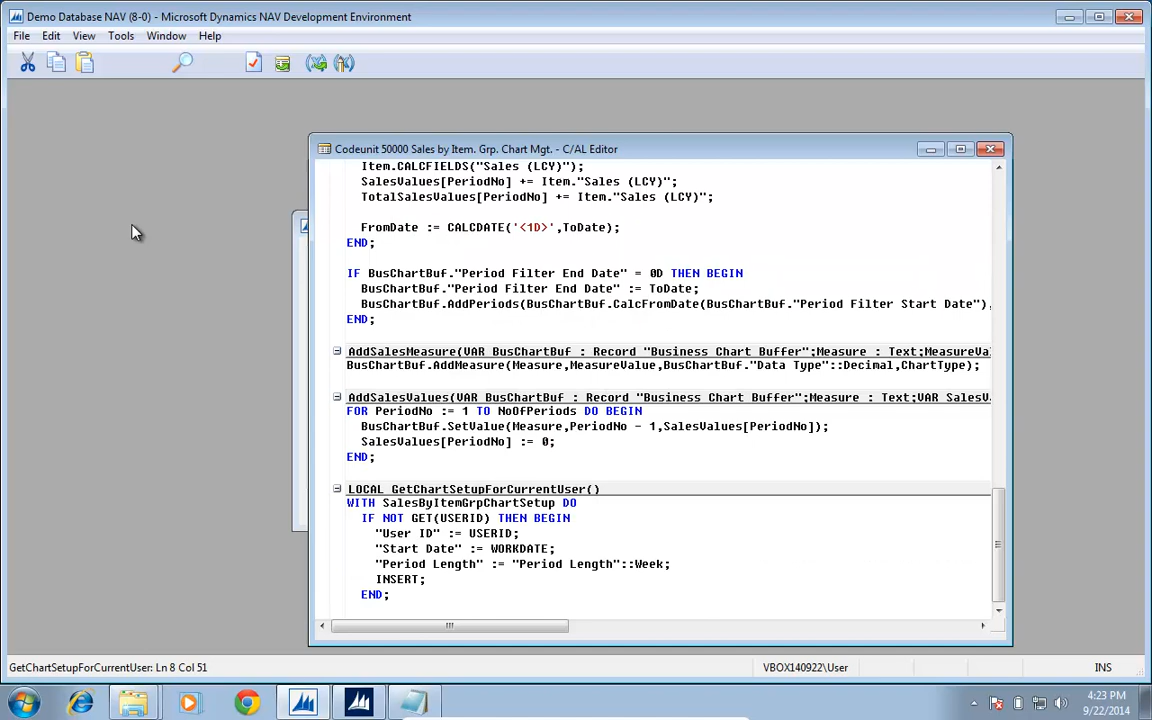 Demo Database NAV (8-0) - Microsoft Dynamics NAV Development Environment
File Edit View Tools Window Help
Codeunit 50000 Sales by Item. Grp. Chart Mgt. - C/AL Editor
Item.CALCFIELDS("Sales (LCY)");
SalesValues[PeriodNo] += Item."Sales (LCY)";
TotalSalesValues[PeriodNo] += Item."Sales (LCY)";
FromDate := CALCDATE('<1D>',ToDate);
END;
IF BusChartBuf."Period Filter End Date" = 0D THEN BEGIN
BusChartBuf."Period Filter End Date" := ToDate;
BusChartBuf.AddPeriods(BusChartBuf.CalcFromDate(BusChartBuf."Period Filter Start Date"),
END;
AddSalesMeasure(VAR BusChartBuf : Record "Business Chart Buffer";Measure : Text;MeasureVa
BusChartBuf.AddMeasure(Measure,MeasureValue,BusChartBuf."Data Type"::Decimal,ChartType);
AddSalesValues(VAR BusChartBuf : Record "Business Chart Buffer";Measure : Text;VAR SalesV
FOR PeriodNo := 1 TO NoOfPeriods DO BEGIN
BusChartBuf.SetValue(Measure,PeriodNo - 1,SalesValues[PeriodNo]);
SalesValues[PeriodNo] := 0;
END;
LOCAL GetChartSetupForCurrentUser()
WITH SalesByItemGrpChartSetup DO
IF NOT GET(USERID) THEN BEGIN
"User ID" := USERID;
"Start Date" := WORKDATE;
"Period Length" := "Period Length"::Week;
INSERT;
END;
GetChartSetupForCurrentUser: Ln 8 Col 51
VBOX140922\User
INS
4:23 PM
9/22/2014